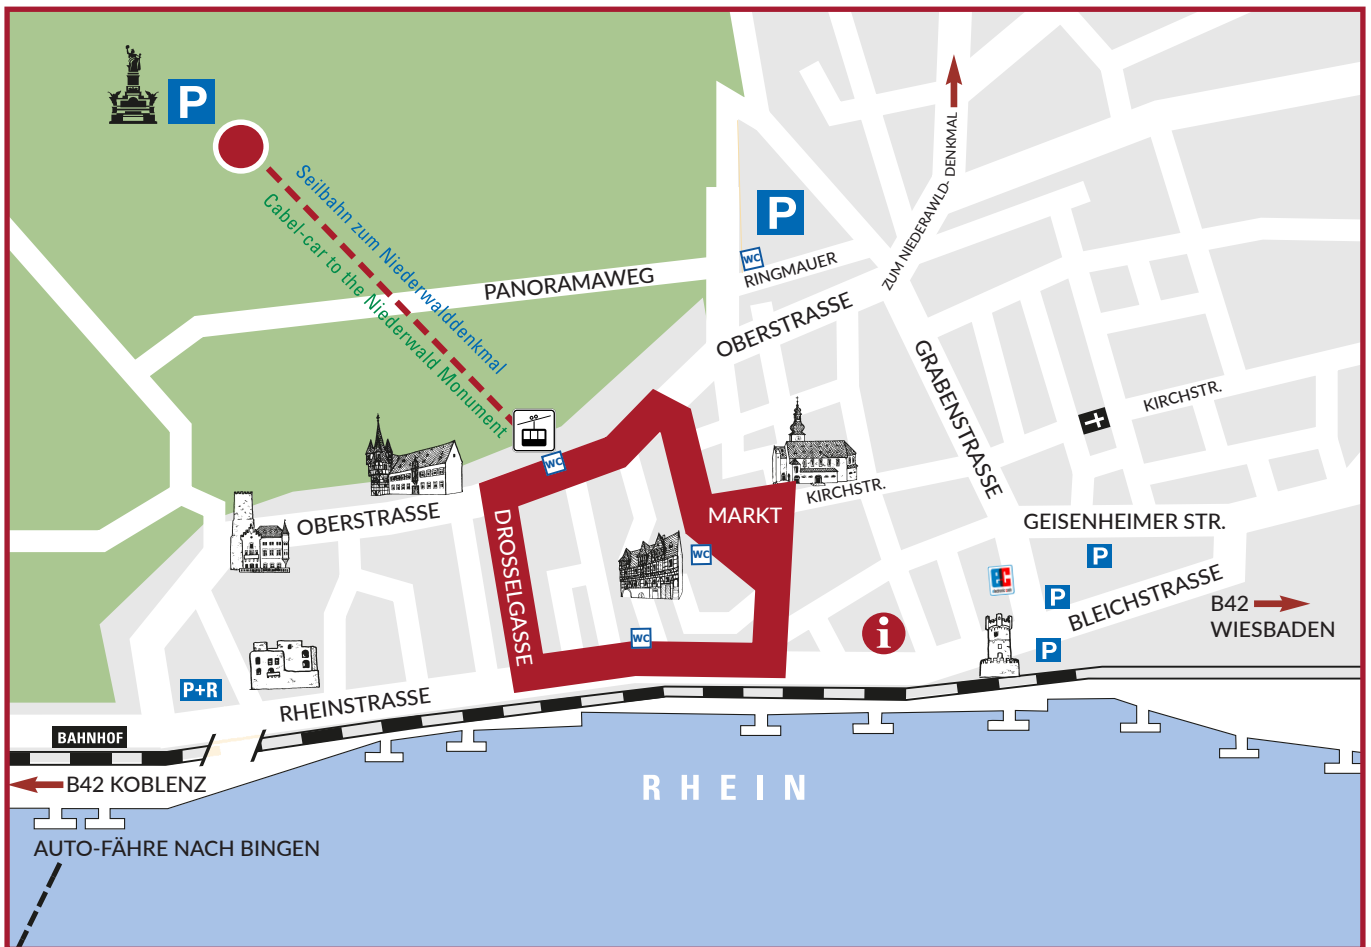 P
Seilbahn zum Niederwalddenkmal
Cabel-car to the Niederwald Monument
ZUM NIEDERAWLD- DENKMAL
P
WC
RINGMAUER
PANORAMAWEG
OBERSTRASSE
GRABENSTRASSE
KIRCHSTR.
WC
KIRCHSTR.
OBERSTRASSE
DROSSELGASSE
MARKT
GEISENHEIMER STR.
WC
P
EC
P
BLEICHSTRASSE
B42
WIESBADEN
WC
i
P
P+R
RHEINSTRASSE
BAHNHOF
B42 KOBLENZ
RHEIN
AUTO-FÄHRE NACH BINGEN